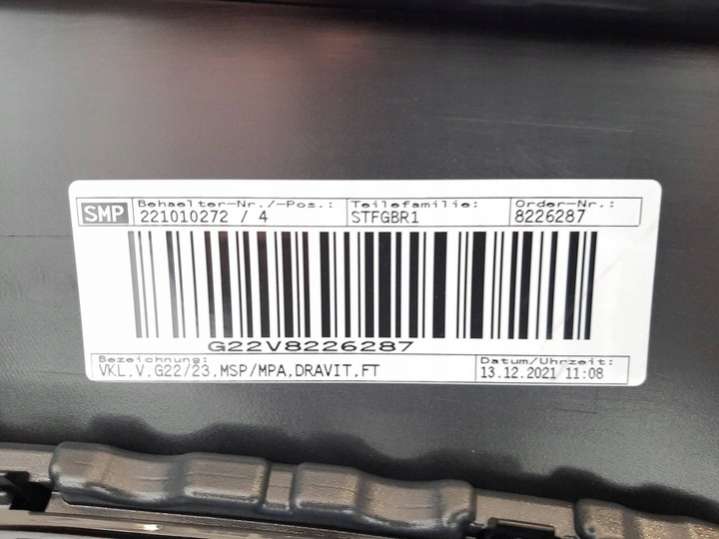 SMP
Behaelter-Nr./-Pos.: Teilefamilie: Order-Nr.:
221010272 / 4 STFGBR1 8226287
G22V8226287
Bezeichnung: Datum/Uhrzeit:
VKL,V,G22/23,MSP/MPA,DRAVIT,FT 13.12.2021/11:08